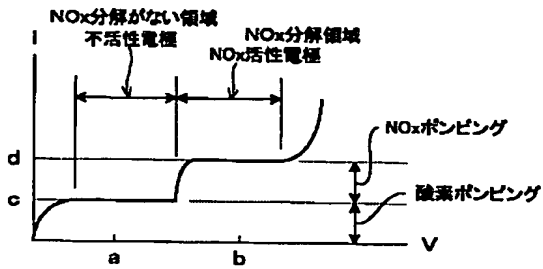 NOx分解がない領域
不活性電極
NOx分解領域
NOx活性電極
i
d
c
a
b
V
NOxポンピング
酸素ポンピング